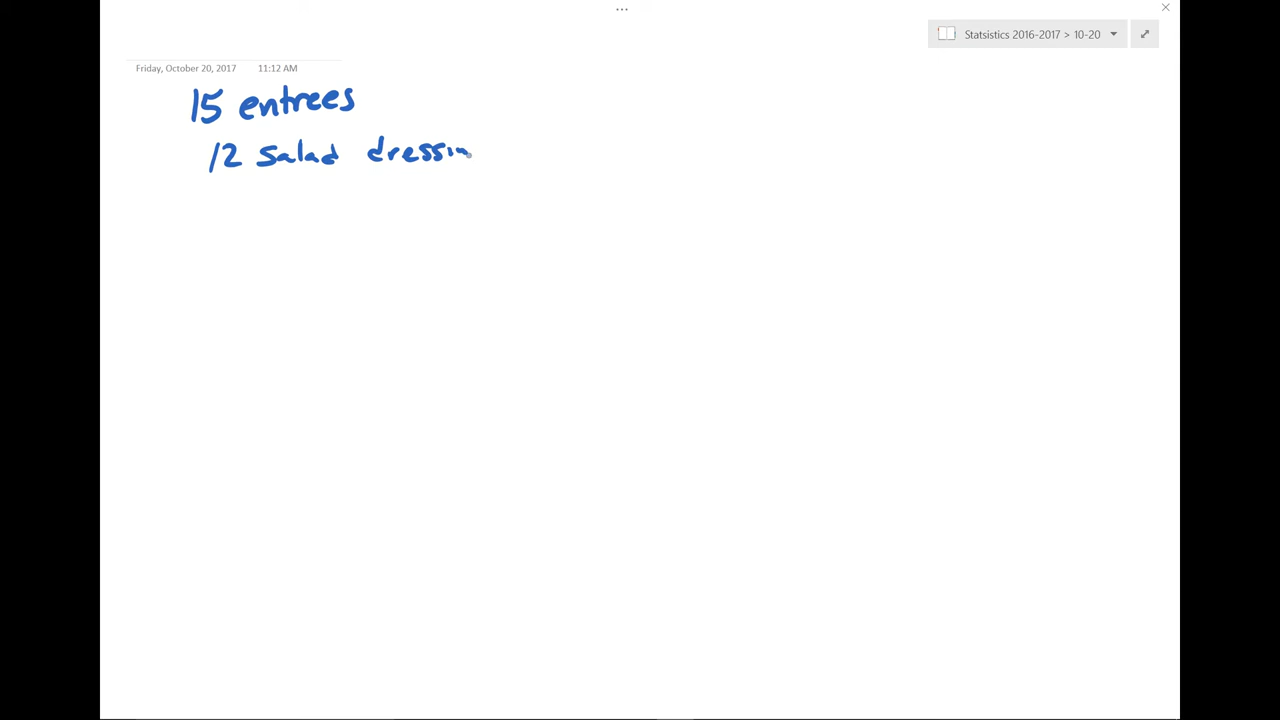 ...
Statsistics 2016-2017 > 10-20
Friday, October 20, 2017 11:12 AM
15 entrees
12 salad dressin